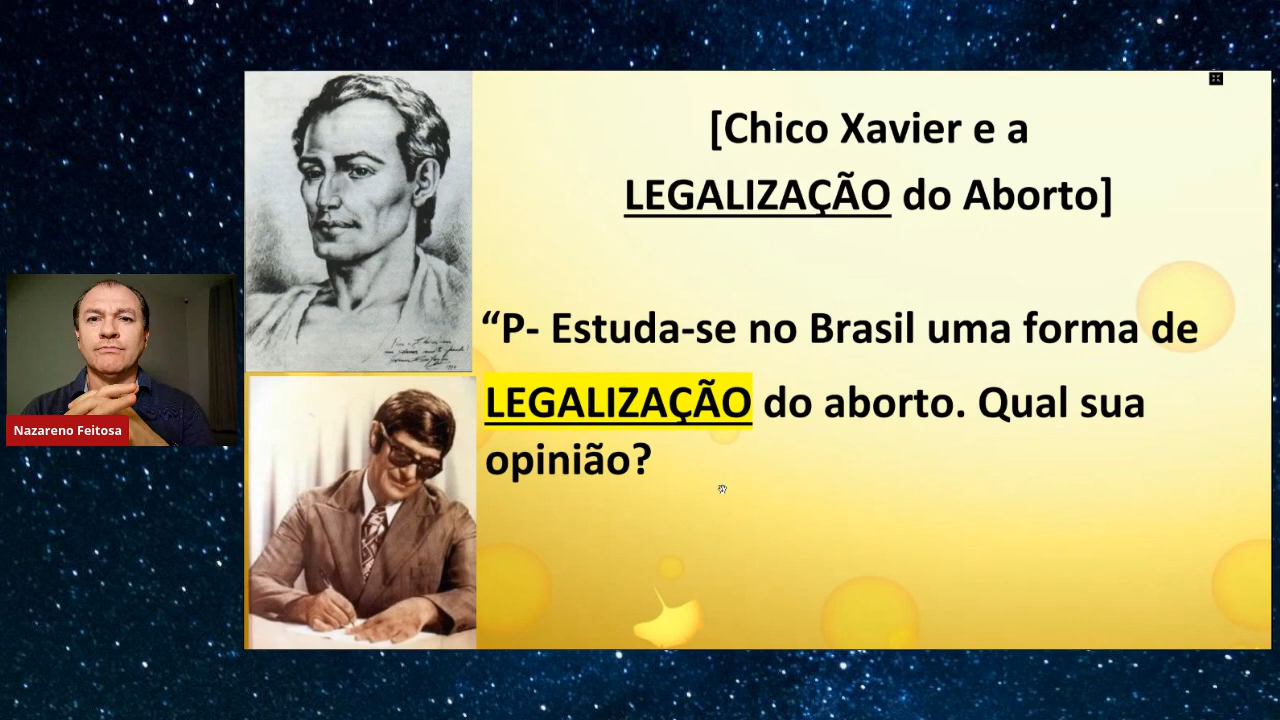 [Chico Xavier e a
LEGALIZAÇÃO do Aborto]
“P- Estuda-se no Brasil uma forma de
LEGALIZAÇÃO do aborto. Qual sua
opinião?
Nazareno Feitosa